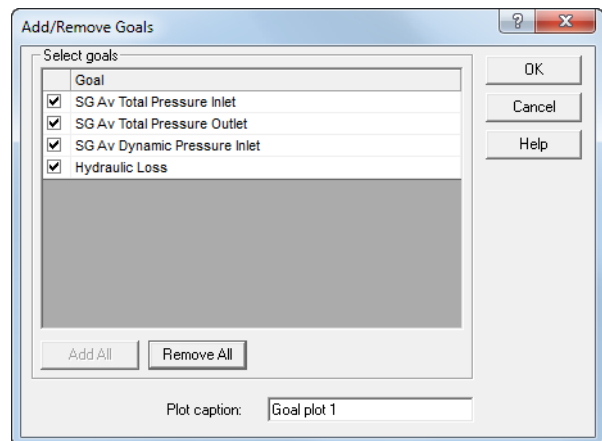 Add/Remove Goals
Select goals
Goal
SG Av Total Pressure Inlet
SG Av Total Pressure Outlet
SG Av Dynamic Pressure Inlet
Hydraulic Loss
Add All
Remove All
Plot caption:
Goal plot 1
OK
Cancel
Help